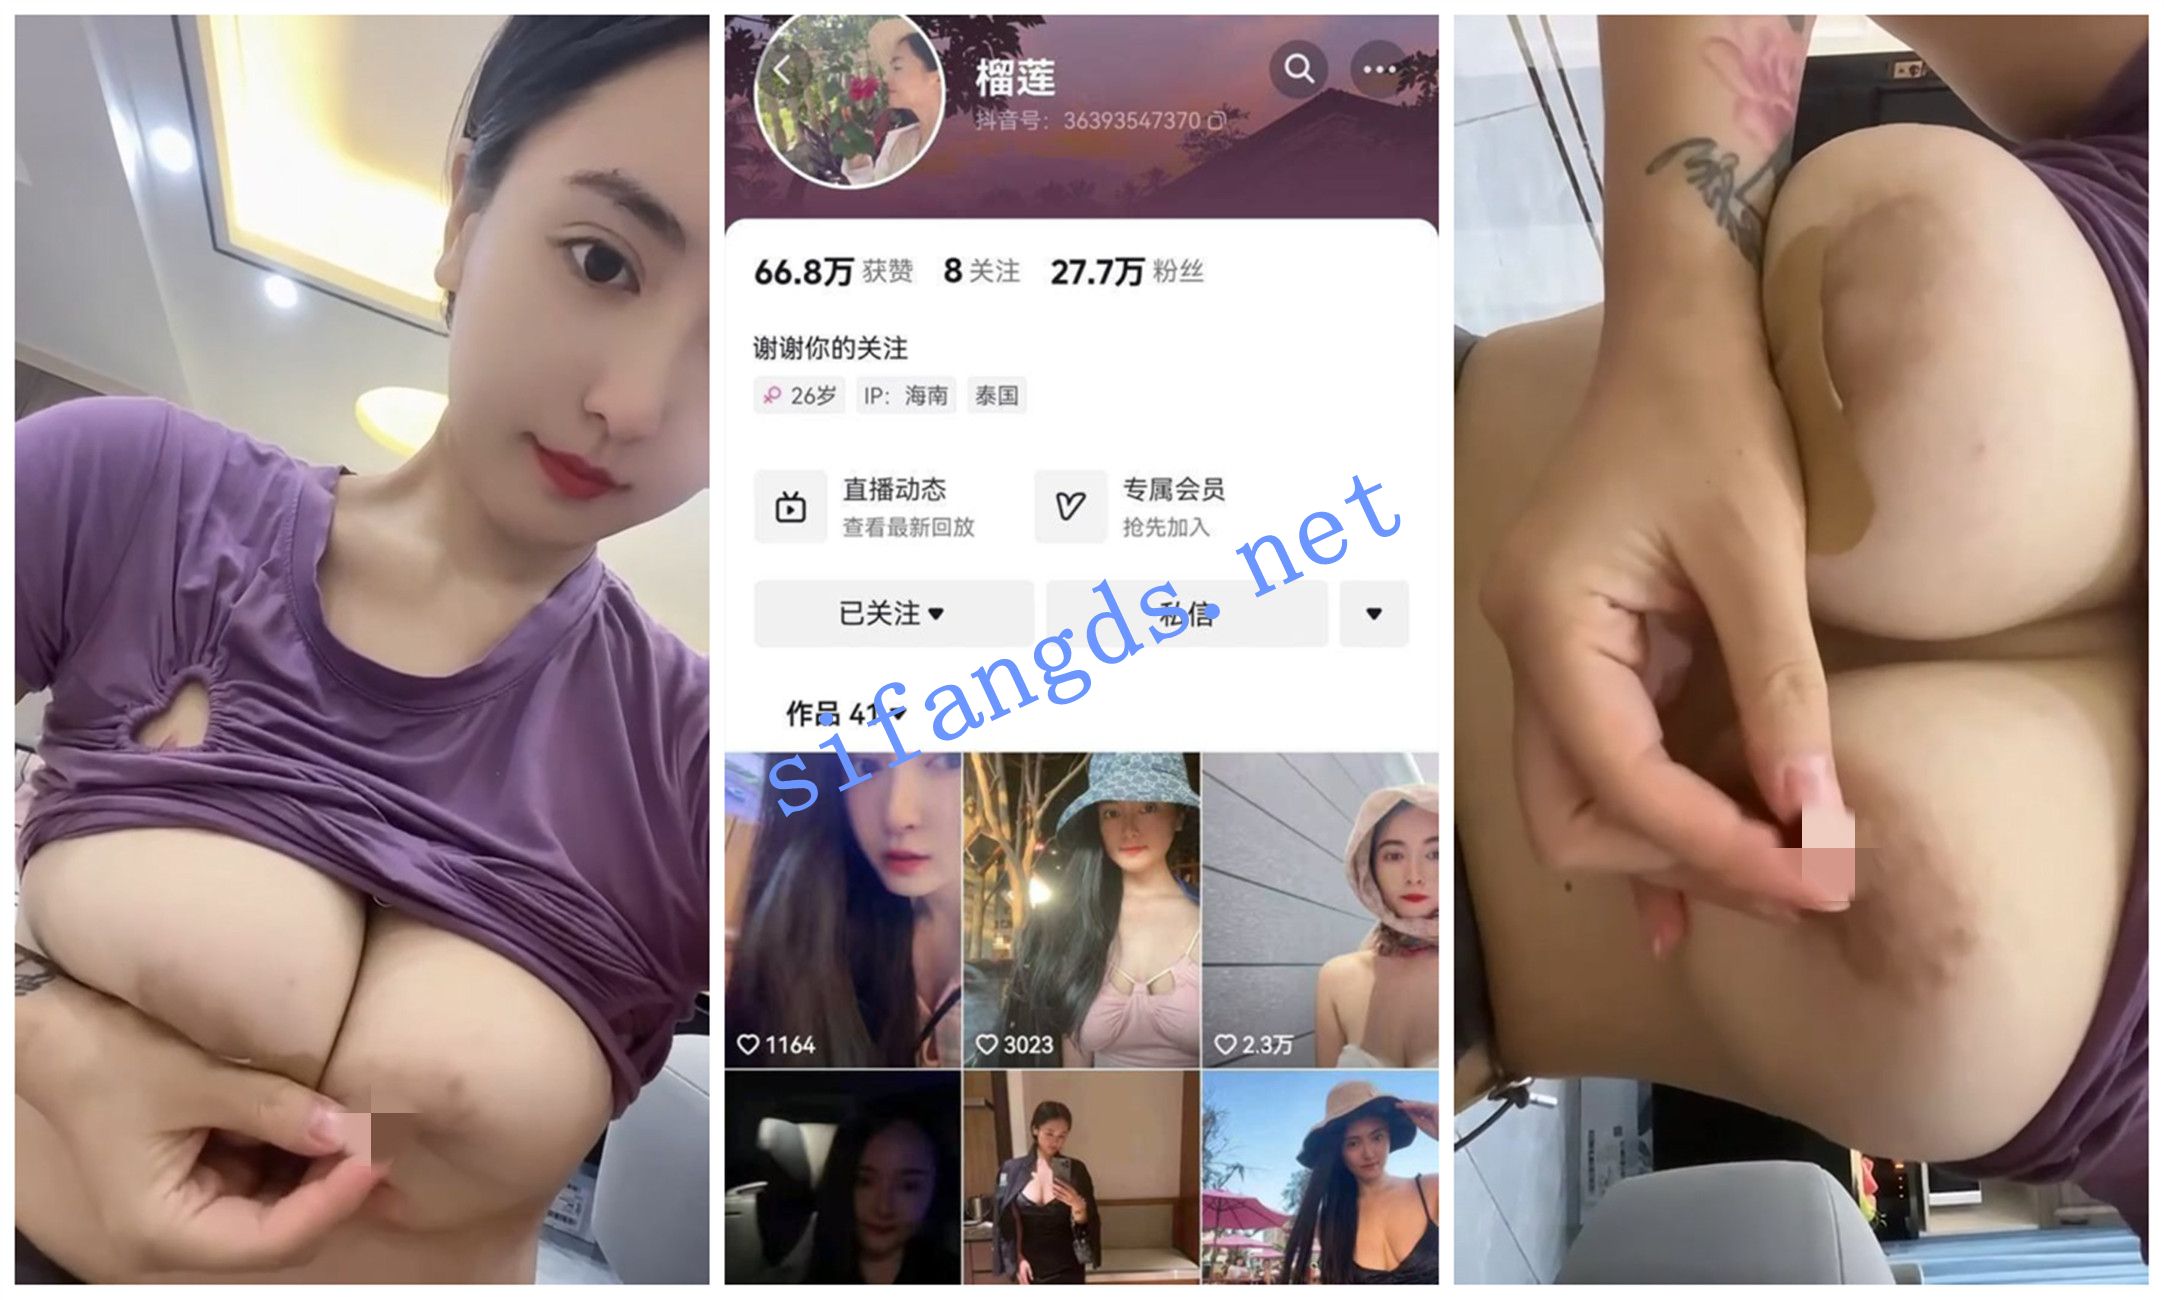 榴莲
抖音号：36393547370
66.8万 获赞 8 关注 27.7万 粉丝
谢谢你的关注
26岁 IP：海南 泰国
直播动态 专属会员
查看最新回放 抢先加入
已关注 私信
作品 41
sifangds.net
1164 3023 2.3万